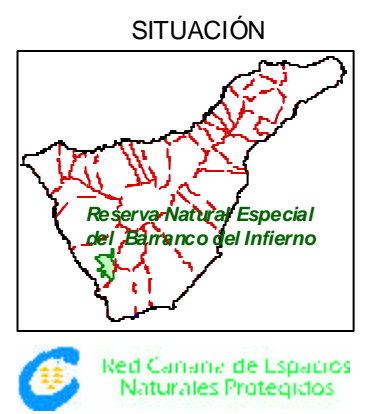 SITUACIÓN
Reserva Natural Especial
del Barranco del Infierno
Red Canaria de Espacios
Naturales Protegidos